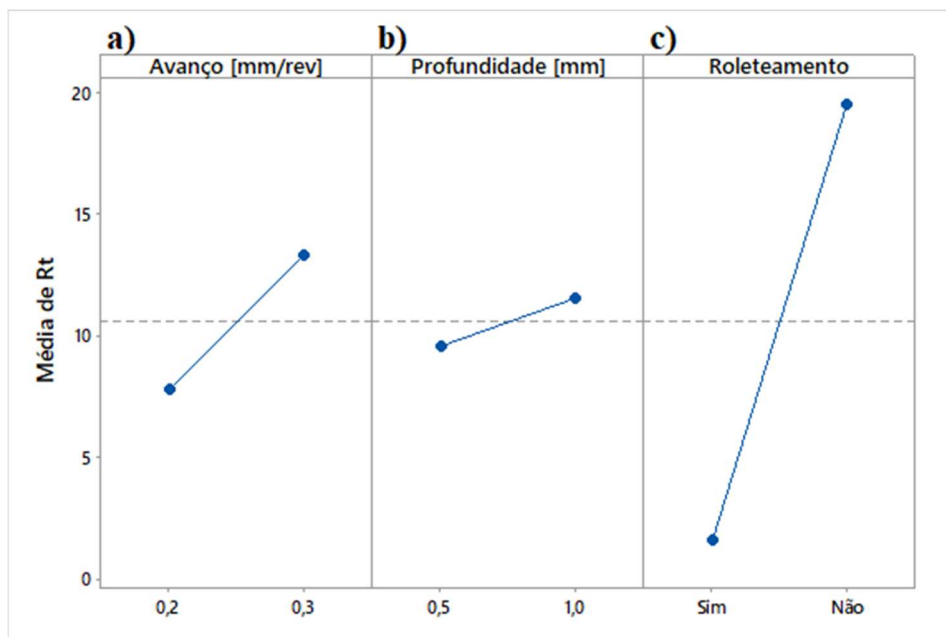 a) b) c)
Avanço [mm/rev] Profundidade [mm] Roleteamento
Média de Rt
20
15
10
5
0
0,2 0,3 0,5 1,0 Sim Não